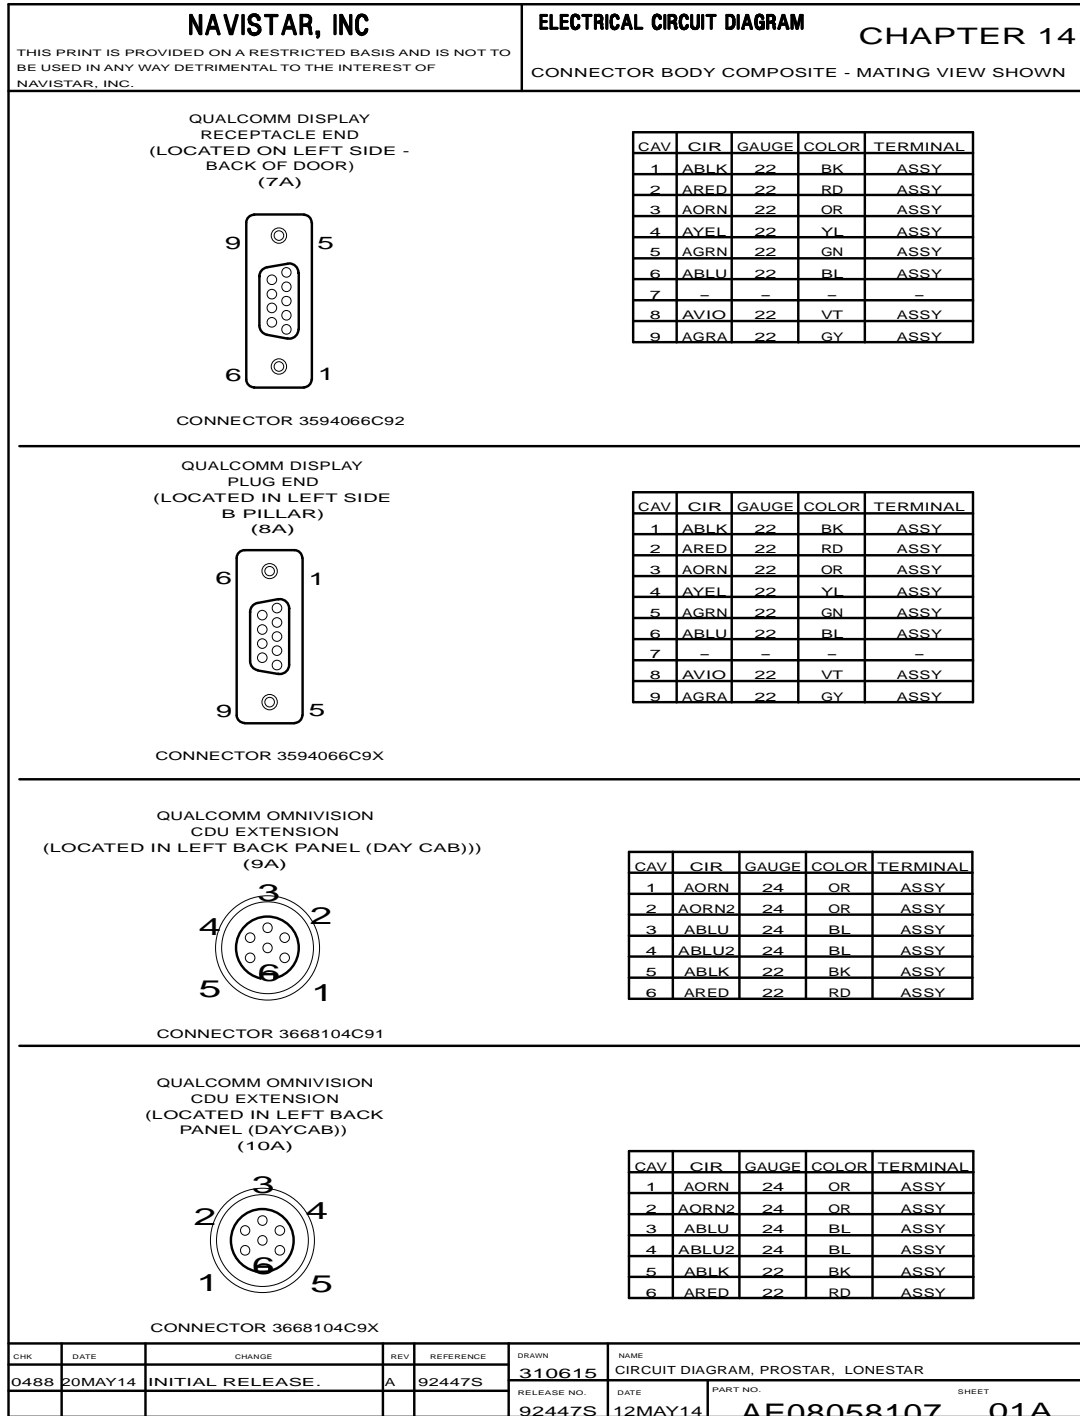 NAVISTAR, INC
THIS PRINT IS PROVIDED ON A RESTRICTED BASIS AND IS NOT TO
BE USED IN ANY WAY DETRIMENTAL TO THE INTEREST OF
NAVISTAR, INC.
ELECTRICAL CIRCUIT DIAGRAM
CHAPTER 14
CONNECTOR BODY COMPOSITE - MATING VIEW SHOWN
QUALCOMM DISPLAY
RECEPTACLE END
(LOCATED ON LEFT SIDE -
BACK OF DOOR)
(7A)
9 5
6 1
CONNECTOR 3594066C92
CAV CIR GAUGE COLOR TERMINAL
1 ABLK 22 BK ASSY
2 ARED 22 RD ASSY
3 AORN 22 OR ASSY
4 AYEL 22 YL ASSY
5 AGRN 22 GN ASSY
6 ABLU 22 BL ASSY
7 – – – –
8 AVIO 22 VT ASSY
9 AGRA 22 GY ASSY
QUALCOMM DISPLAY
PLUG END
(LOCATED IN LEFT SIDE
B PILLAR)
(8A)
6 1
9 5
CONNECTOR 3594066C9X
CAV CIR GAUGE COLOR TERMINAL
1 ABLK 22 BK ASSY
2 ARED 22 RD ASSY
3 AORN 22 OR ASSY
4 AYEL 22 YL ASSY
5 AGRN 22 GN ASSY
6 ABLU 22 BL ASSY
7 – – – –
8 AVIO 22 VT ASSY
9 AGRA 22 GY ASSY
QUALCOMM OMNIVISION
CDU EXTENSION
(LOCATED IN LEFT BACK PANEL (DAY CAB)))
(9A)
3
4 2
6
5 1
CONNECTOR 3668104C91
CAV CIR GAUGE COLOR TERMINAL
1 AORN 24 OR ASSY
2 AORN2 24 OR ASSY
3 ABLU 24 BL ASSY
4 ABLU2 24 BL ASSY
5 ABLK 22 BK ASSY
6 ARED 22 RD ASSY
QUALCOMM OMNIVISION
CDU EXTENSION
(LOCATED IN LEFT BACK
PANEL (DAYCAB))
(10A)
3
2 4
6
1 5
CONNECTOR 3668104C9X
CAV CIR GAUGE COLOR TERMINAL
1 AORN 24 OR ASSY
2 AORN2 24 OR ASSY
3 ABLU 24 BL ASSY
4 ABLU2 24 BL ASSY
5 ABLK 22 BK ASSY
6 ARED 22 RD ASSY
CHK DATE CHANGE REV REFERENCE
0488 20MAY14 INITIAL RELEASE. A 92447S
DRAWN
310615
NAME
CIRCUIT DIAGRAM, PROSTAR, LONESTAR
RELEASE NO.
92447S
DATE
12MAY14
PART NO.
AE08058107
SHEET
01A